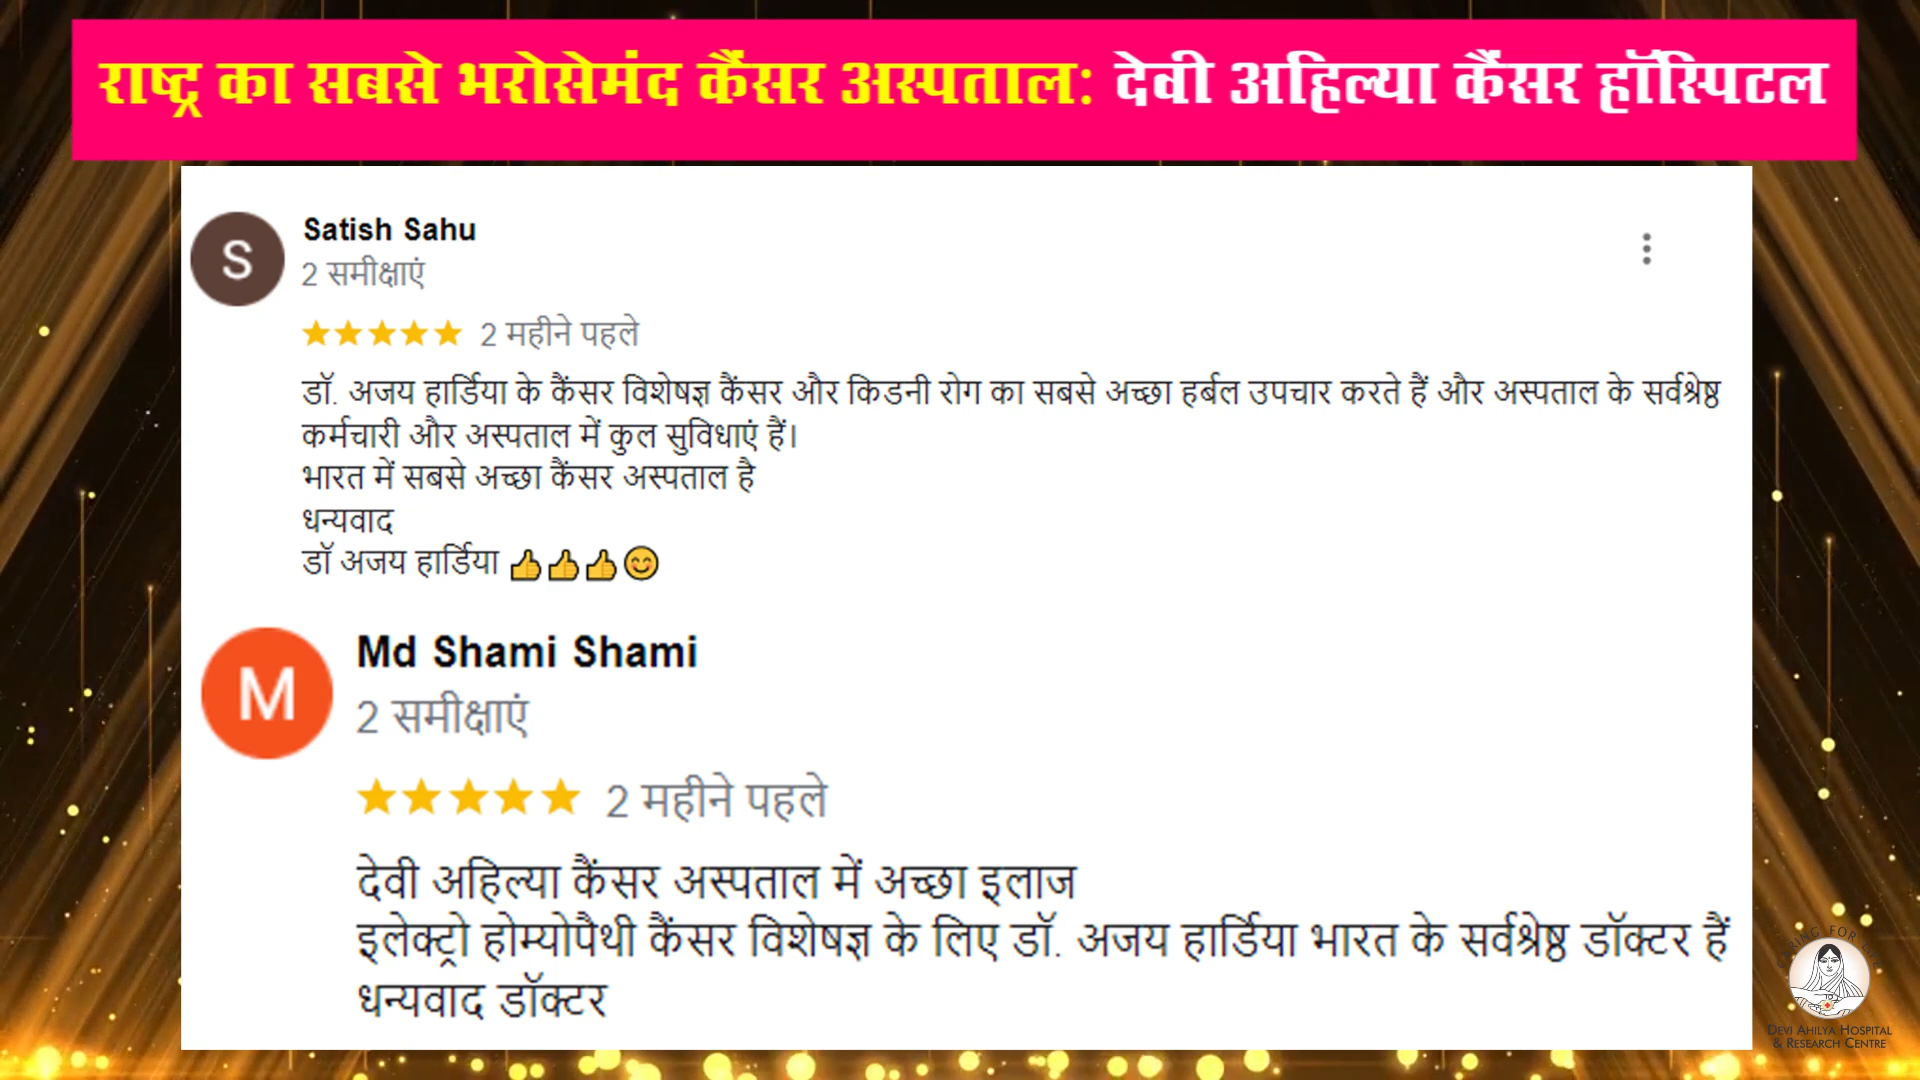 राष्ट्र का सबसे भरोसेमंद कैंसर अस्पताल: देवी अहिल्या कैंसर हॉस्पिटल
S
Satish Sahu
2 समीक्षाएं
2 महीने पहले
डॉ. अजय हार्डिया के कैंसर विशेषज्ञ कैंसर और किडनी रोग का सबसे अच्छा हर्बल उपचार करते हैं और अस्पताल के सर्वश्रेष्ठ
कर्मचारी और अस्पताल में कुल सुविधाएं हैं।
भारत में सबसे अच्छा कैंसर अस्पताल है
धन्यवाद
डॉ अजय हार्डिया 👍👍👍😊
M
Md Shami Shami
2 समीक्षाएं
2 महीने पहले
देवी अहिल्या कैंसर अस्पताल में अच्छा इलाज
इलेक्ट्रो होम्योपैथी कैंसर विशेषज्ञ के लिए डॉ. अजय हार्डिया भारत के सर्वश्रेष्ठ डॉक्टर हैं
धन्यवाद डॉक्टर
FOR
DEVI AHILYA HOSPITAL
& RESEARCH CENTRE